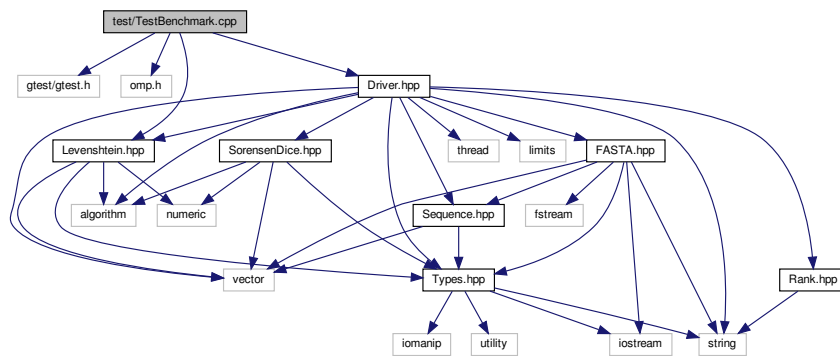 test/TestBenchmark.cpp
gtest/gtest.h
omp.h
Driver.hpp
Levenshtein.hpp
SorensenDice.hpp
thread
limits
FASTA.hpp
algorithm
numeric
Sequence.hpp
fstream
vector
Types.hpp
Rank.hpp
iomanip
utility
iostream
string